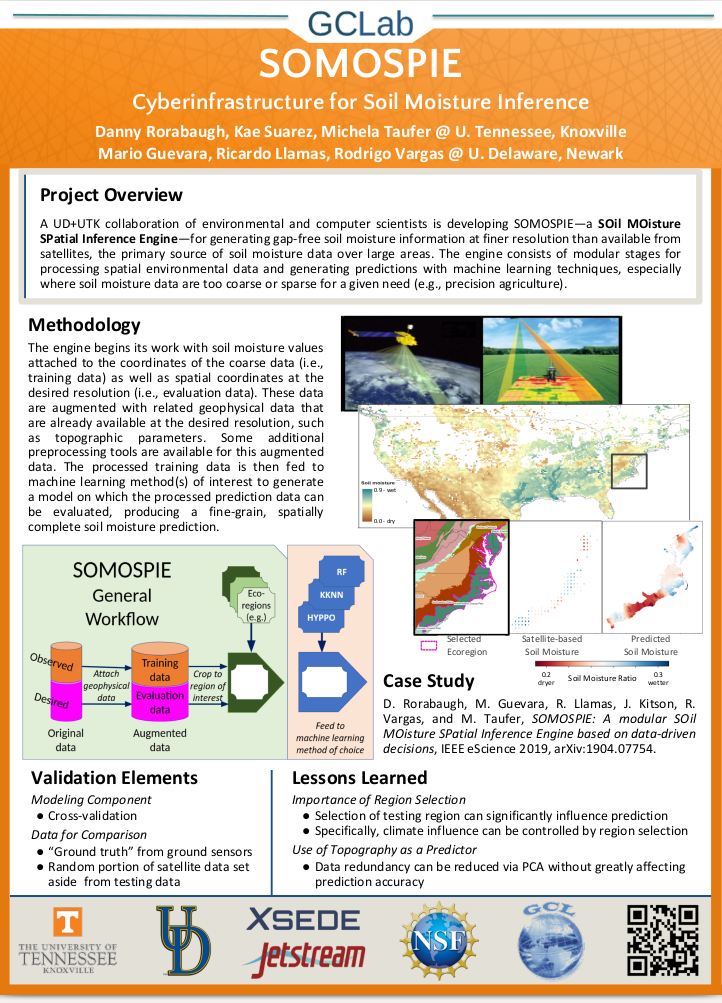 GCLab
SOMOSPIE
Cyberinfrastructure for Soil Moisture Inference
Danny Rorabaugh, Kae Suarez, Michela Taufer @ U. Tennessee, Knoxville
Mario Guevara, Ricardo Llamas, Rodrigo Vargas @ U. Delaware, Newark
Project Overview
A UD+UTK collaboration of environmental and computer scientists is developing SOMOSPIE—a SOil MOisture
SPatial Inference Engine—for generating gap-free soil moisture information at finer resolution than available from
satellites, the primary source of soil moisture data over large areas. The engine consists of modular stages for
processing spatial environmental data and generating predictions with machine learning techniques, especially
where soil moisture data are too coarse or sparse for a given need (e.g., precision agriculture).
Methodology
The engine begins its work with soil moisture values
attached to the coordinates of the coarse data (i.e.,
training data) as well as spatial coordinates at the
desired resolution (i.e., evaluation data). These data
are augmented with related geophysical data that
are already available at the desired resolution, such
as topographic parameters. Some additional
preprocessing tools are available for this augmented
data. The processed training data is then fed to
machine learning method(s) of interest to generate
a model on which the processed prediction data can
be evaluated, producing a fine-grain, spatially
complete soil moisture prediction.
Soil moisture
0.9 - wet
0.0 - dry
Selected
Ecoregion
Satellite-based
Soil Moisture
Predicted
Soil Moisture
0.2
dryer
Soil Moisture Ratio
0.3
wetter
SOMOSPIE
General
Workflow
Eco-
regions
(e.g.)
RF
KKNN
HYPPO
Observed
Desired
Attach
geophysical
data
Training
data
Evaluation
data
Crop to
region of
interest
Original
data
Augmented
data
Feed to
machine learning
method of choice
Case Study
D. Rorabaugh, M. Guevara, R. Llamas, J. Kitson, R.
Vargas, and M. Taufer, SOMOSPIE: A modular SOil
MOisture SPatial Inference Engine based on data-driven
decisions, IEEE eScience 2019, arXiv:1904.07754.
Validation Elements
Modeling Component
● Cross-validation
Data for Comparison
● “Ground truth” from ground sensors
● Random portion of satellite data set
aside from testing data
Lessons Learned
Importance of Region Selection
● Selection of testing region can significantly influence prediction
● Specifically, climate influence can be controlled by region selection
Use of Topography as a Predictor
● Data redundancy can be reduced via PCA without greatly affecting
prediction accuracy
T
THE UNIVERSITY OF
TENNESSEE
KNOXVILLE
UD
XSEDE
Jetstream
NSF
GCL